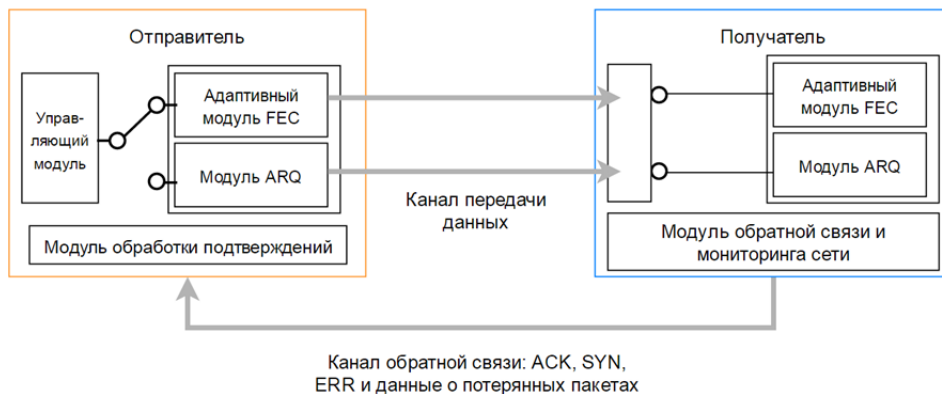 Отправитель
Управ-
ляющий
модуль
Адаптивный
модуль FEC
Модуль ARQ
Модуль обработки подтверждений
Канал передачи
данных
Получатель
Адаптивный
модуль FEC
Модуль ARQ
Модуль обратной связи и
мониторинга сети
Канал обратной связи: ACK, SYN,
ERR и данные о потерянных пакетах